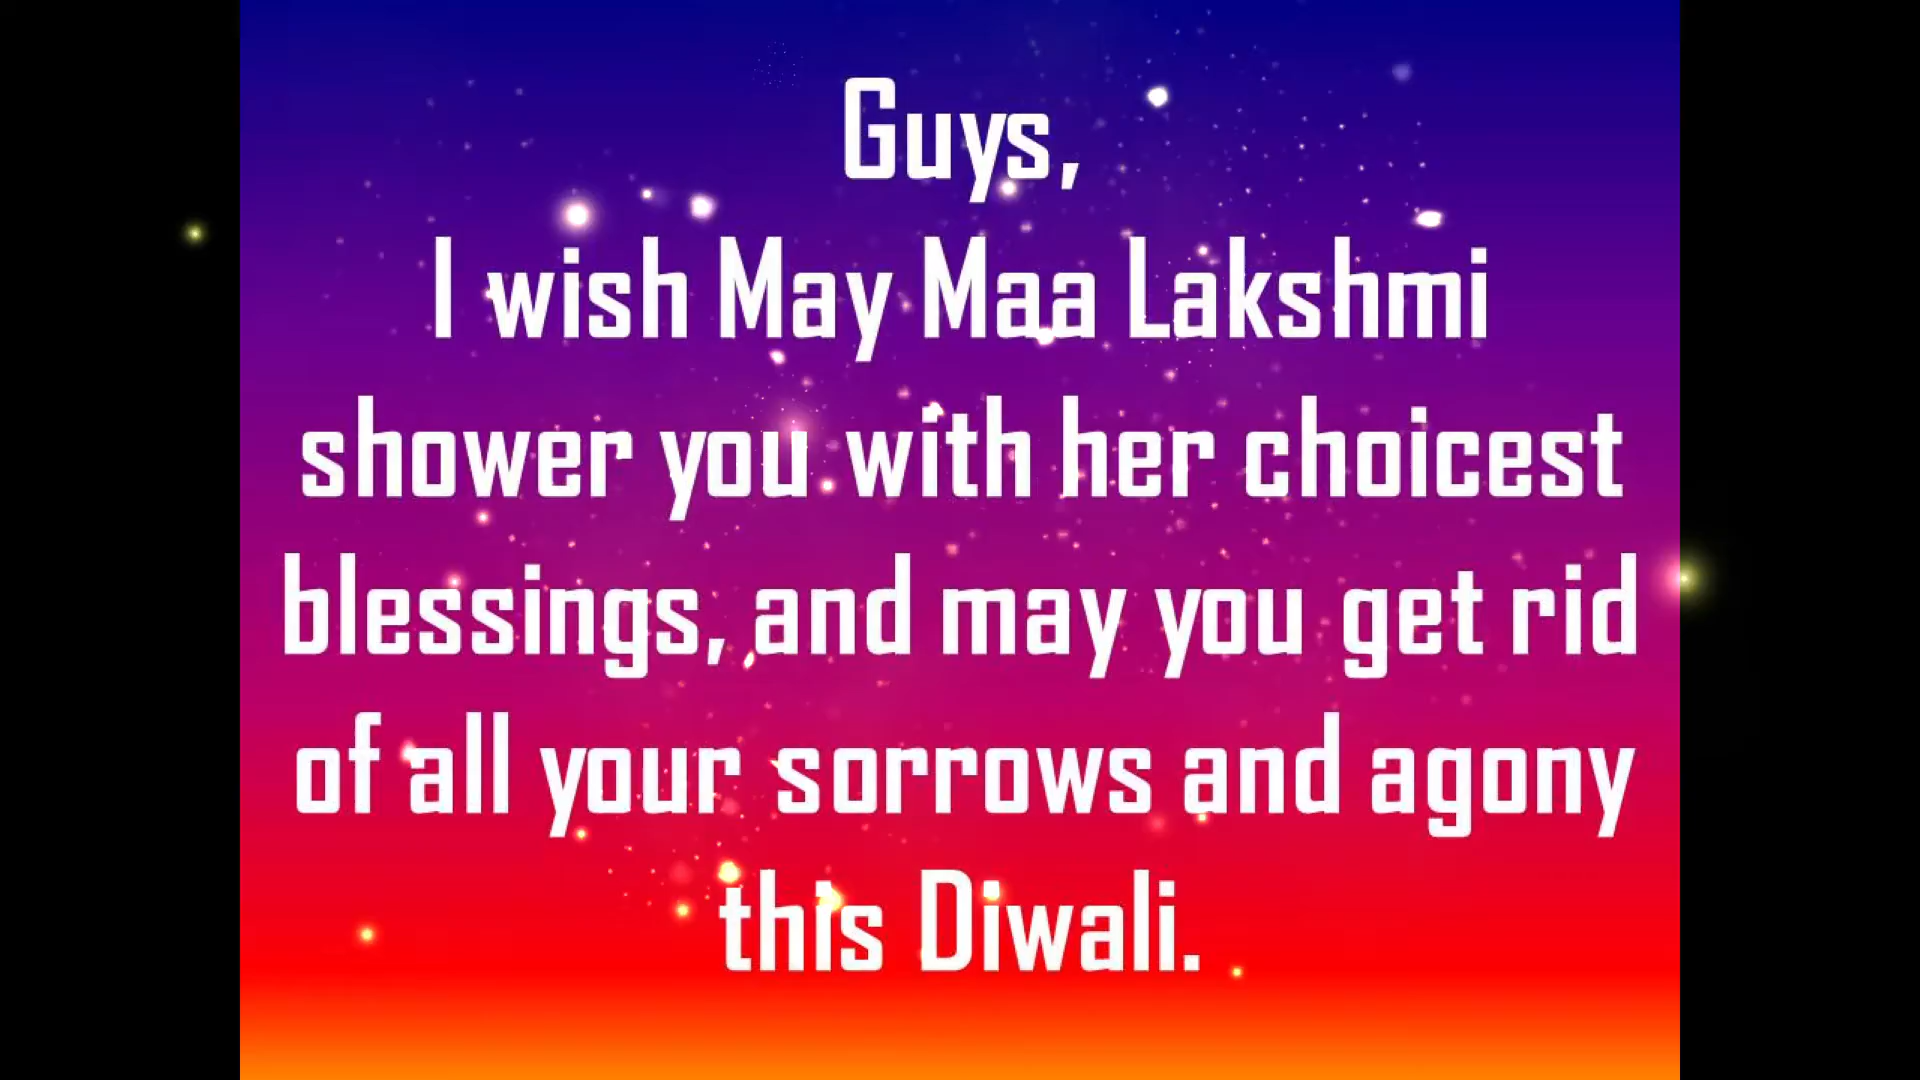 Guys,
I wish May Maa Lakshmi
shower you with her choicest
blessings, and may you get rid
of all your sorrows and agony
this Diwali.